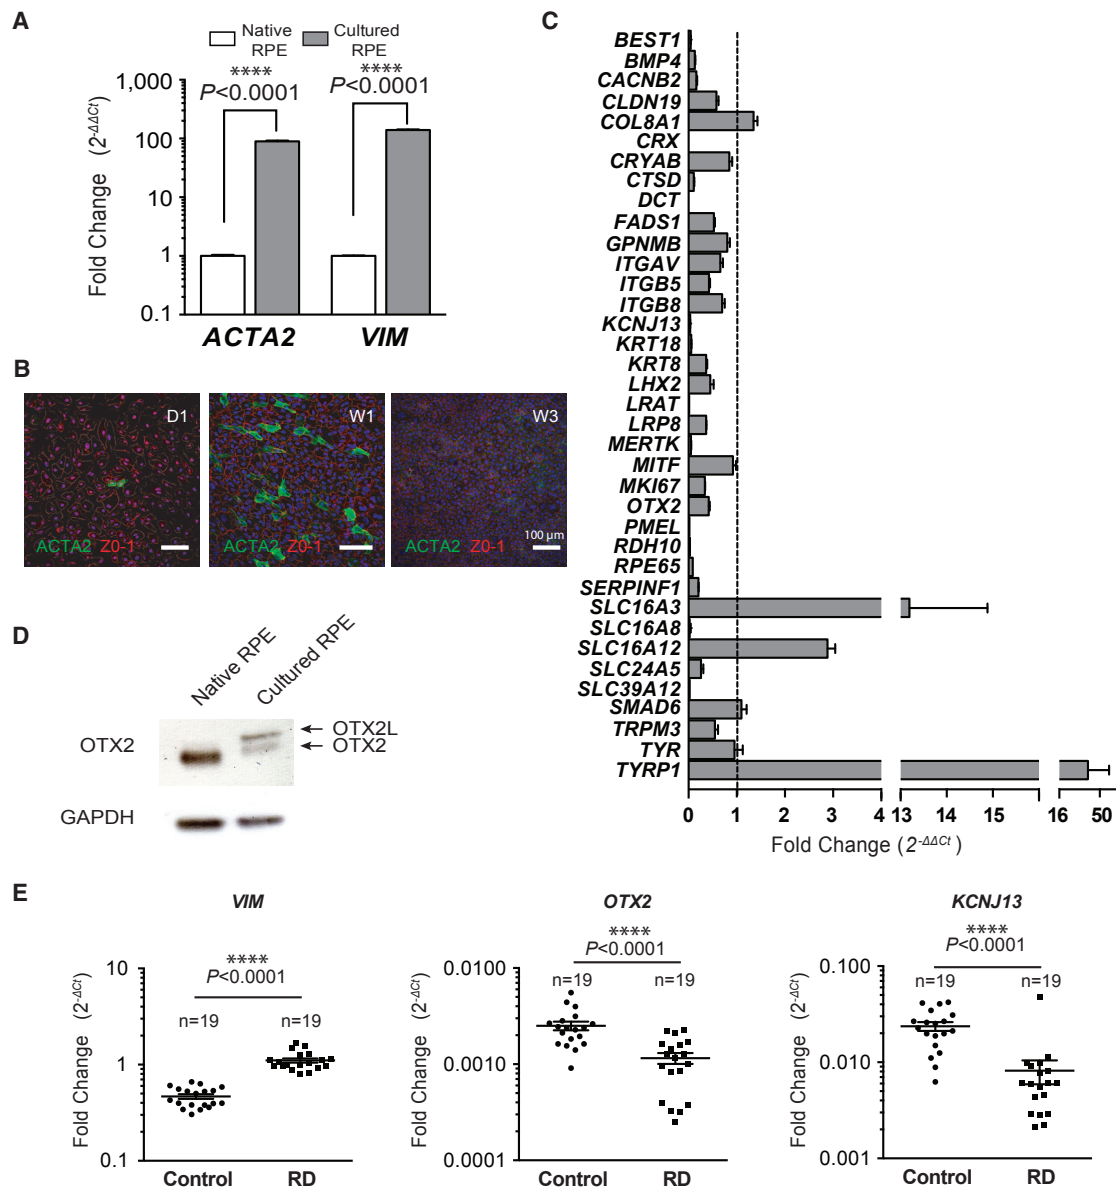 A
Native RPE
Cultured RPE
****
P<0.0001
****
P<0.0001
Fold Change (2-ΔΔCt)
1,000
100
10
1
0.1
ACTA2
VIM
B
D1
ACTA2 Z0-1
W1
ACTA2 Z0-1
W3
100 µm
ACTA2 Z0-1
C
BEST1
BMP4
CACNB2
CLDN19
COL8A1
CRX
CRYAB
CTSD
DCT
FADS1
GPNMB
ITGAV
ITGB5
ITGB8
KCNJ13
KRT18
KRT8
LHX2
LRAT
LRP8
MERTK
MITF
MKI67
OTX2
PMEL
RDH10
RPE65
SERPINF1
SLC16A3
SLC16A8
SLC16A12
SLC24A5
SLC39A12
SMAD6
TRPM3
TYR
TYRP1
0 1 2 3 4 13 14 15 16 50
Fold Change (2-ΔΔCt)
D
Native RPE
Cultured RPE
OTX2
OTX2L
OTX2
GAPDH
E
VIM
****
P<0.0001
n=19
n=19
Fold Change (2-ΔCt)
10
1
0.1
Control
RD
OTX2
****
P<0.0001
n=19
n=19
Fold Change (2-ΔCt)
0.0100
0.0010
0.0001
Control
RD
KCNJ13
****
P<0.0001
n=19
n=19
Fold Change (2-ΔCt)
0.100
0.010
0.001
Control
RD